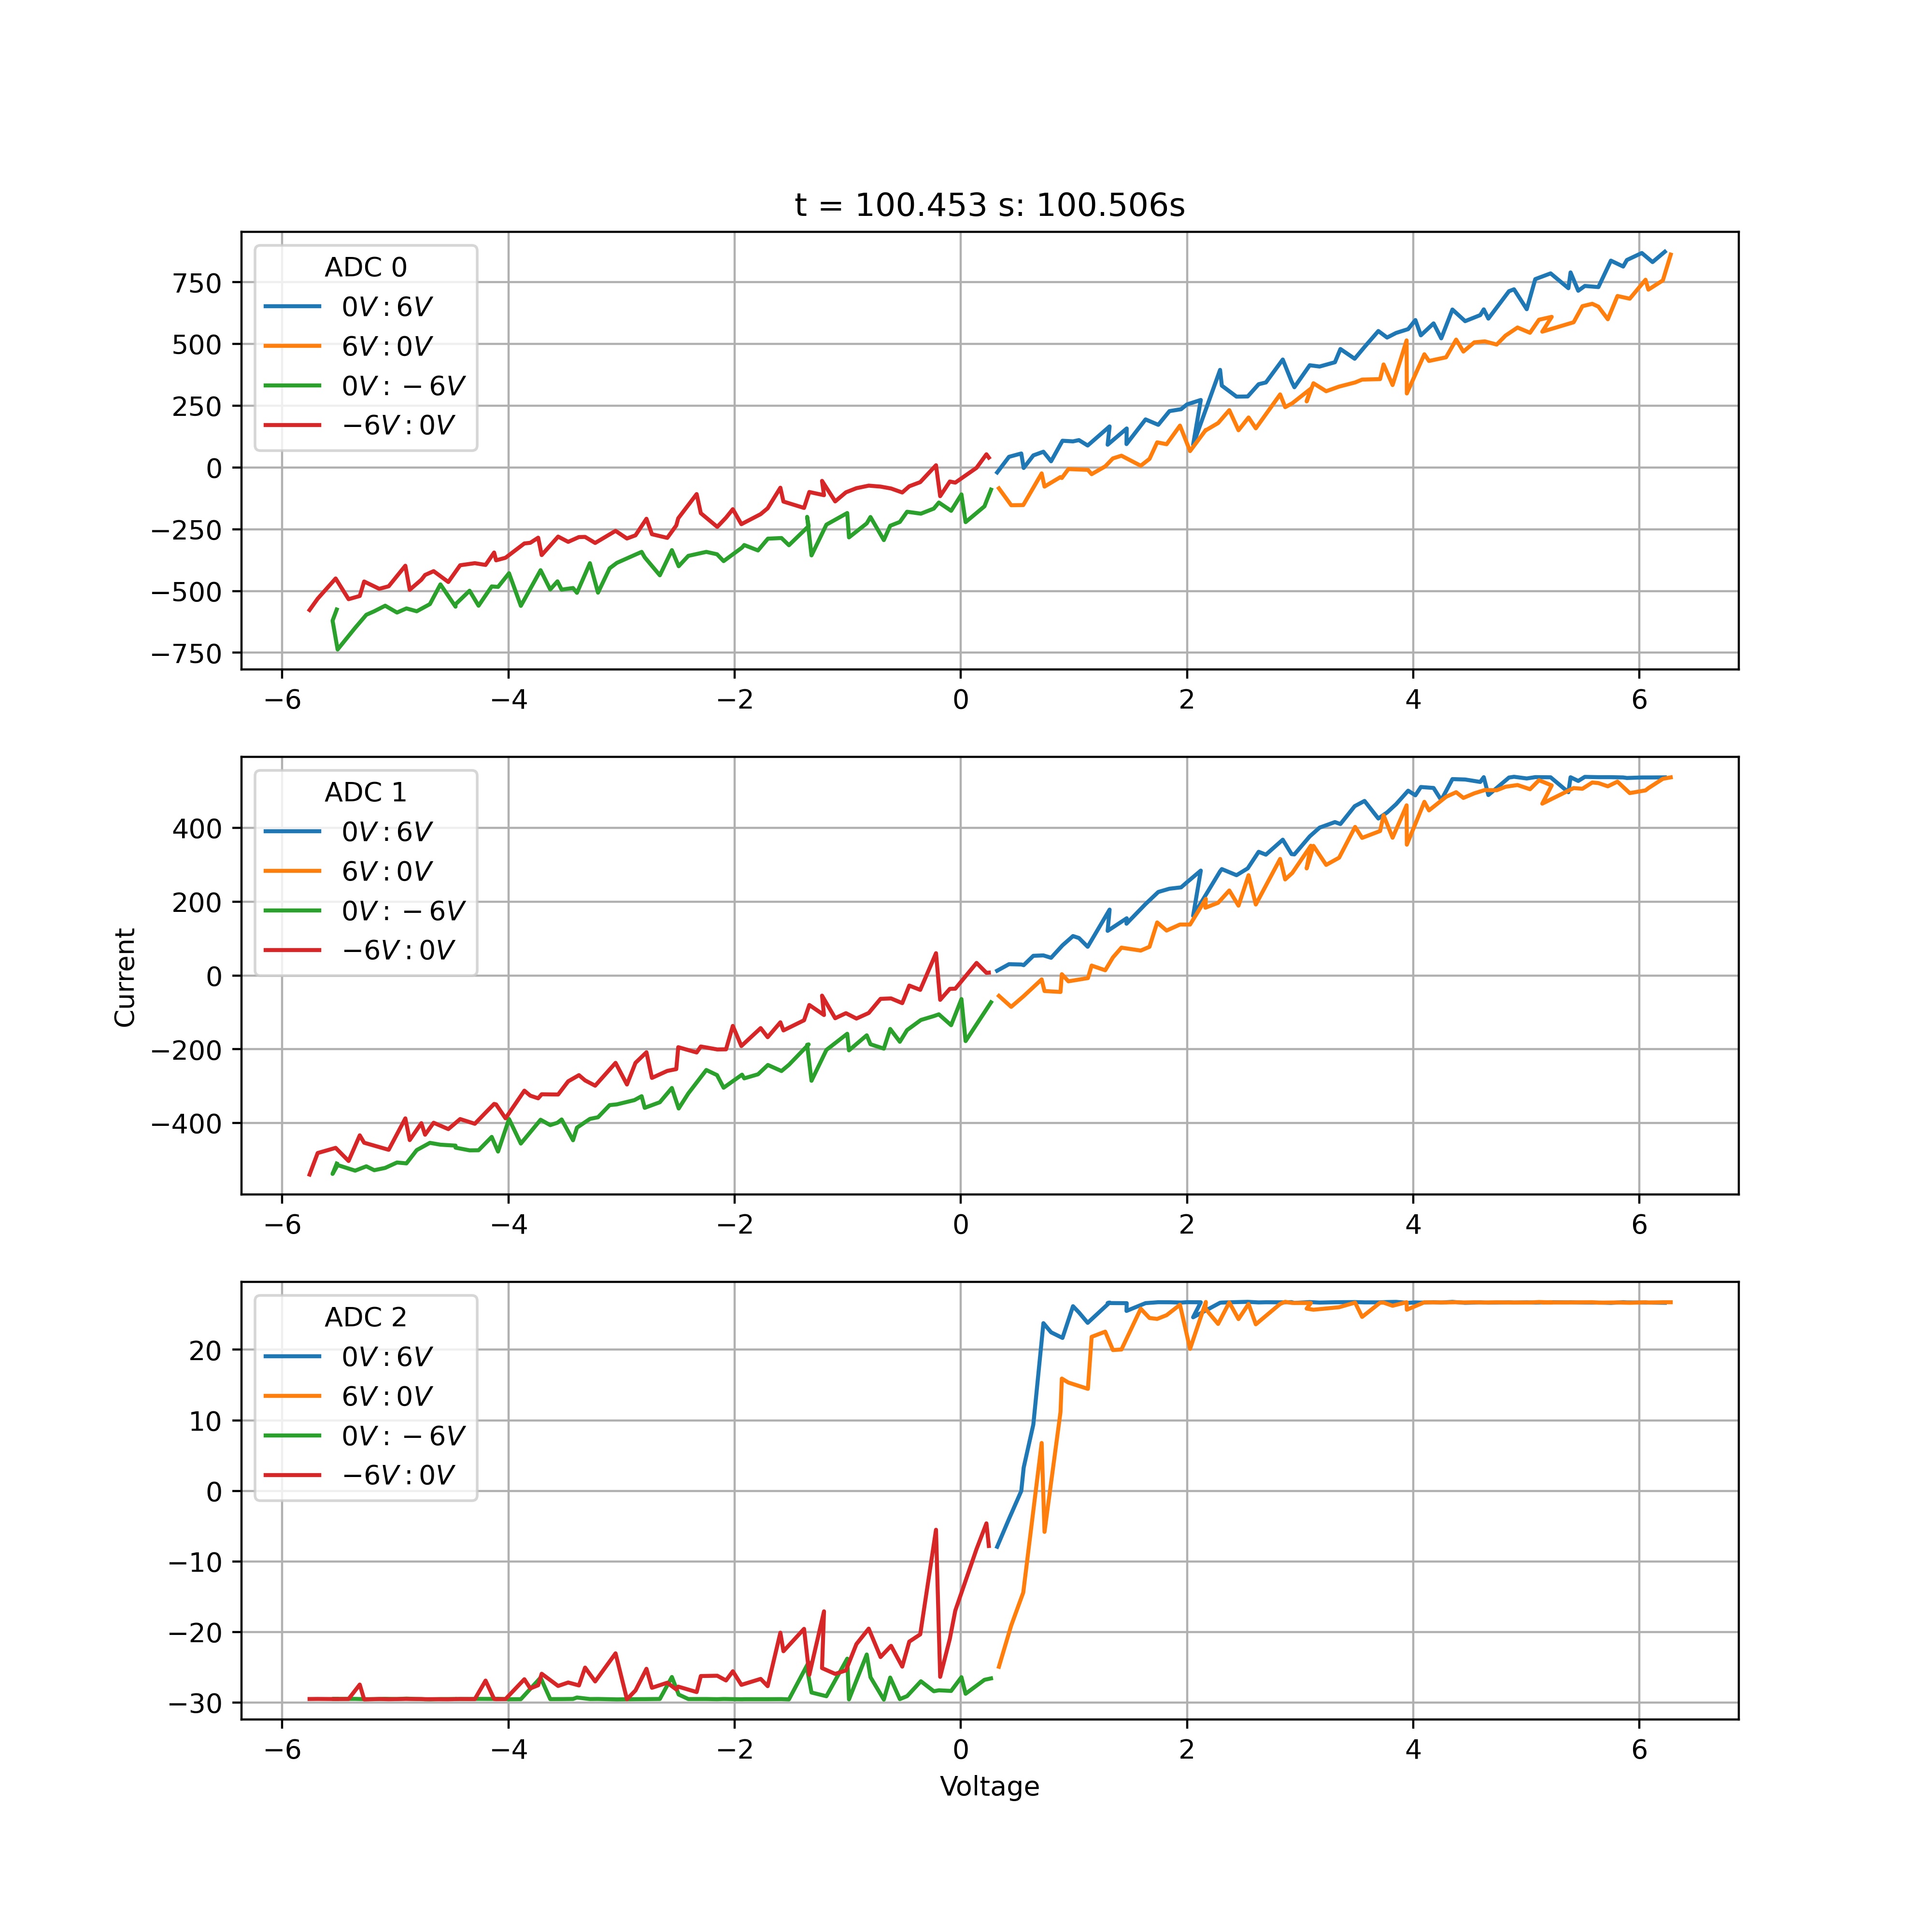 t = 100.453 s: 100.506s
ADC 0
0V : 6V
6V : 0V
0V : − 6V
−6V : 0V
750
500
250
0
−250
−500
−750
−6 −4 −2 0 2 4 6
ADC 1
0V : 6V
6V : 0V
0V : − 6V
−6V : 0V
400
200
0
−200
−400
Current
−6 −4 −2 0 2 4 6
ADC 2
0V : 6V
6V : 0V
0V : − 6V
−6V : 0V
20
10
0
−10
−20
−30
−6 −4 −2 0 2 4 6
Voltage